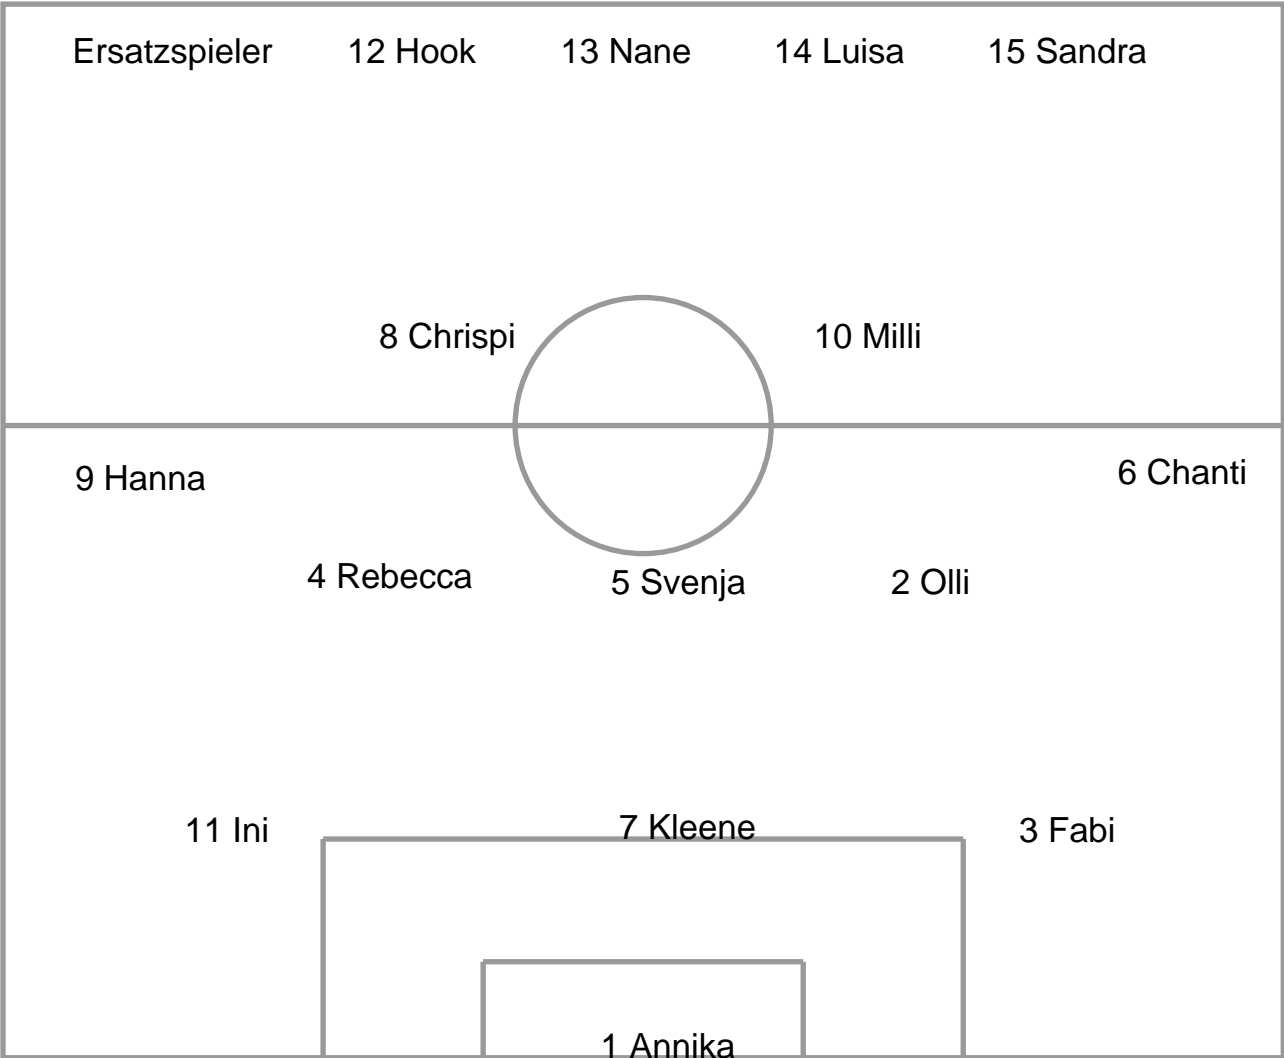 Ersatzspieler 12 Hook 13 Nane 14 Luisa 15 Sandra
8 Chrispi 10 Milli
9 Hanna 6 Chanti
4 Rebecca 5 Svenja 2 Olli
11 Ini 7 Kleene 3 Fabi
1 Annika